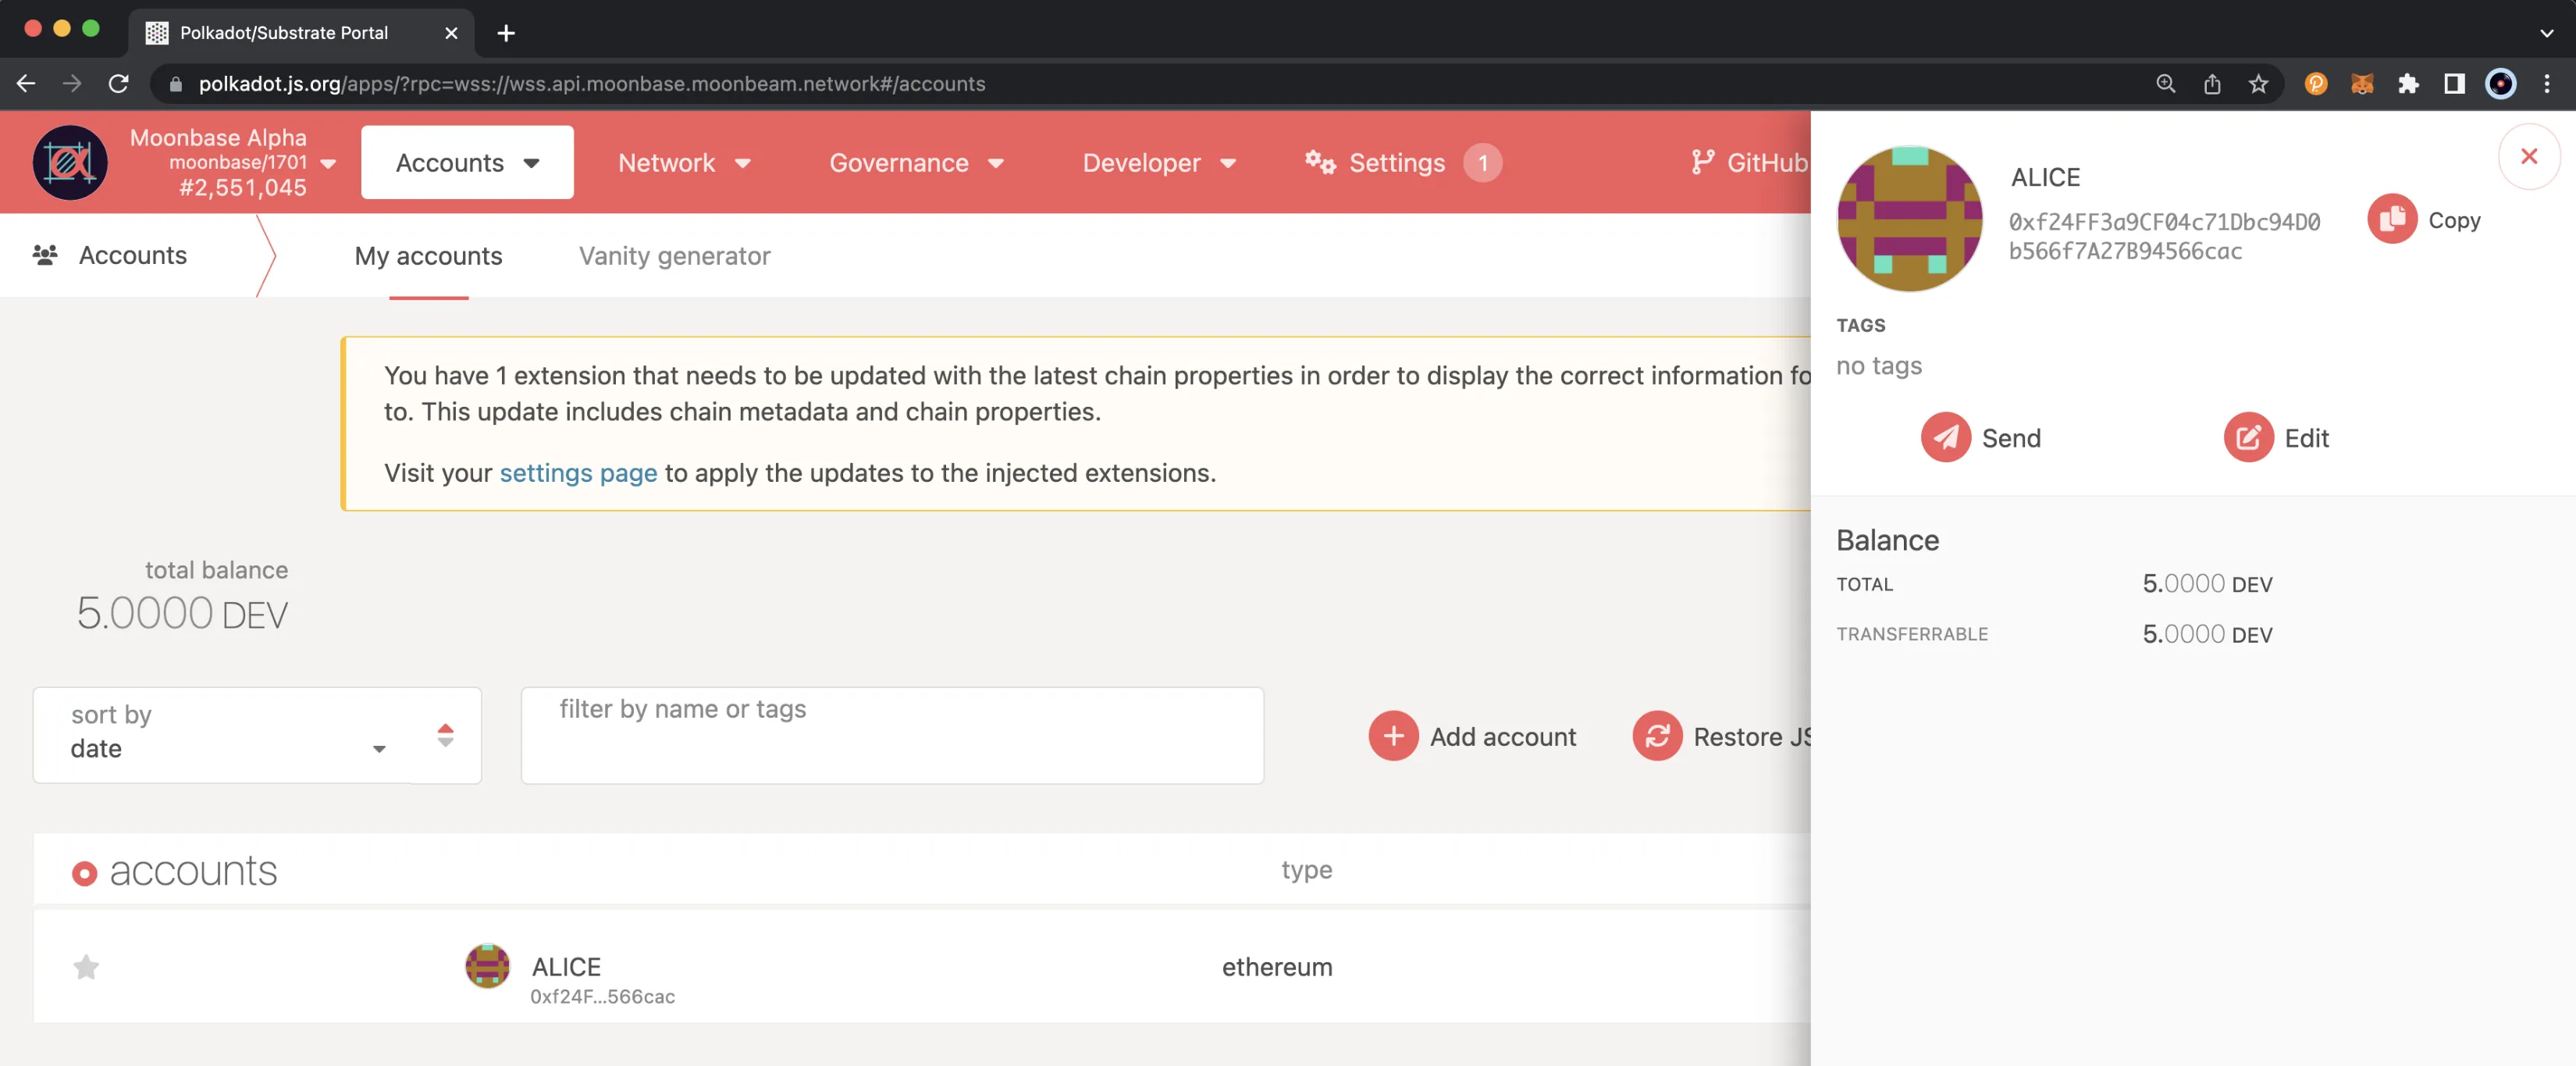 Polkadot/Substrate Portal
polkadot.js.org/apps/?rpc=wss://wss.api.moonbase.moonbeam.network#/accounts
Moonbase Alpha
moonbase/1701
#2,551,045
Accounts
Network
Governance
Developer
Settings
1
GitHub
Accounts
My accounts
Vanity generator
You have 1 extension that needs to be updated with the latest chain properties in order to display the correct information fo
to. This update includes chain metadata and chain properties.
Visit your settings page to apply the updates to the injected extensions.
total balance
5.0000 DEV
sort by
date
filter by name or tags
Add account
Restore JS
accounts
type
ALICE
0xf24F...566cac
ethereum
ALICE
0xf24FF3a9CF04c71Dbc94D0
b566f7A27B94566cac
Copy
TAGS
no tags
Send
Edit
Balance
TOTAL
5.0000 DEV
TRANSFERRABLE
5.0000 DEV